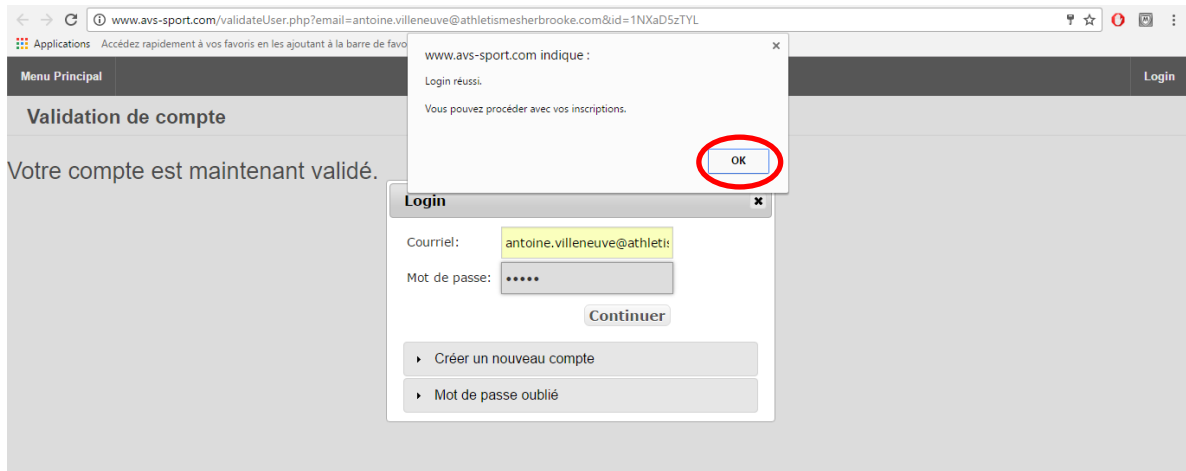 www.avs-sport.com/validateUser.php?email=antoine.villeneuve@athletismesherbrooke.com&id=1NXaD5zTYL
Applications Accédez rapidement à vos favoris en les ajoutant à la barre de favo
www.avs-sport.com indique :
Login réussi.
Vous pouvez procéder avec vos inscriptions.
OK
Menu Principal
Login
Validation de compte
Votre compte est maintenant validé.
Login
Courriel: antoine.villeneuve@athletis
Mot de passe: •••••
Continuer
Créer un nouveau compte
Mot de passe oublié